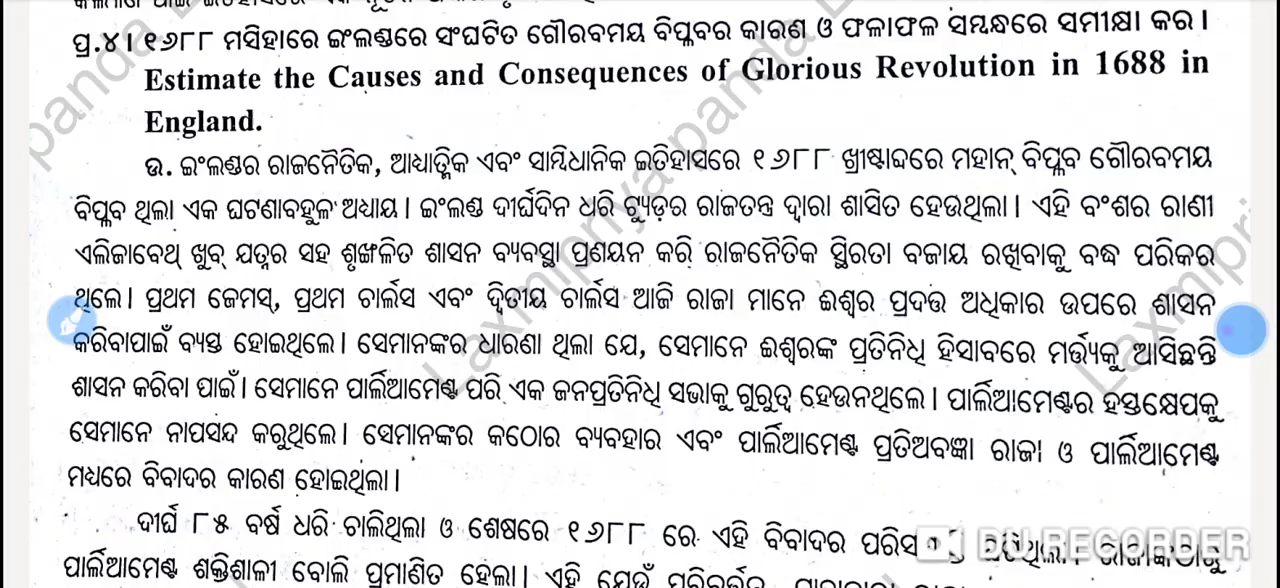 ପ୍ର.୪। ୧୬୮୮ ମସିହାରେ ଇଂଲଣ୍ଡରେ ସଂଘଟିତ ଗୌରବମୟ ବିପ୍ଳବର କାରଣ ଓ ଫଳାଫଳ ସମ୍ବନ୍ଧରେ ସମୀକ୍ଷା କର।
Estimate the Causes and Consequences of Glorious Revolution in 1688 in
England.
ଉ. ଇଂଲଣ୍ଡର ରାଜନୈତିକ, ଆଧ୍ୟାତ୍ମିକ ଏବଂ ସାମ୍ବିଧାନିକ ଇତିହାସରେ ୧୬୮୮ ଖ୍ରୀଷ୍ଟାବ୍ଦରେ ମହାନ୍ ବିପ୍ଳବ ଗୌରବମୟ
ବିପ୍ଳବ ଥିଲା ଏକ ଘଟଣାବହୁଳ ଅଧ୍ୟାୟ। ଇଂଲଣ୍ଡ ଦୀର୍ଘଦିନ ଧରି ଟ୍ୟୁଡ଼ର ରାଜତନ୍ତ୍ର ଦ୍ୱାରା ଶାସିତ ହେଉଥିଲା। ଏହି ବଂଶର ରାଣୀ
ଏଲିଜାବେଥ୍ ଖୁବ୍ ଯତ୍ନର ସହ ଶୃଙ୍ଖଳିତ ଶାସନ ବ୍ୟବସ୍ଥା ପ୍ରଣୟନ କରି ରାଜନୈତିକ ସ୍ଥିରତା ବଜାୟ ରଖିବାକୁ ବଦ୍ଧ ପରିକର
ଥିଲେ। ପ୍ରଥମ ଜେମସ୍, ପ୍ରଥମ ଚାର୍ଲସ ଏବଂ ଦ୍ୱିତୀୟ ଚାର୍ଲସ ଆଜି ରାଜା ମାନେ ଈଶ୍ୱର ପ୍ରଦତ୍ତ ଅଧିକାର ଉପରେ ଶାସନ
କରିବାପାଇଁ ବ୍ୟସ୍ତ ହୋଇଥିଲେ। ସେମାନଙ୍କର ଧାରଣା ଥିଲା ଯେ, ସେମାନେ ଈଶ୍ୱରଙ୍କ ପ୍ରତିନିଧି ହିସାବରେ ମର୍ତ୍ତ୍ୟକୁ ଆସିଛନ୍ତି
ଶାସନ କରିବା ପାଇଁ। ସେମାନେ ପାର୍ଲିଆମେଣ୍ଟ ପରି ଏକ ଜନପ୍ରତିନିଧି ସଭାକୁ ଗୁରୁତ୍ୱ ହେଉନଥିଲେ। ପାର୍ଲିଆମେଣ୍ଟର ହସ୍ତକ୍ଷେପକୁ
ସେମାନେ ନାପସନ୍ଦ କରୁଥିଲେ। ସେମାନଙ୍କର କଠୋର ବ୍ୟବହାର ଏବଂ ପାର୍ଲିଆମେଣ୍ଟ ପ୍ରତିଅବଜ୍ଞା ରାଜା ଓ ପାର୍ଲିଆମେଣ୍ଟ
ମଧ୍ୟରେ ବିବାଦର କାରଣ ହୋଇଥିଲା।
ଦୀର୍ଘ ୮୫ ବର୍ଷ ଧରି ଚାଲିଥିଲା ଓ ଶେଷରେ ୧୬୮୮ ରେ ଏହି ବିବାଦର
ପାର୍ଲିଆମେଣ୍ଟ ଶକ୍ତିଶାଳୀ ବୋଲି ପ୍ରମାଣିତ ହେଲା। ଏହି ଯେଉଁ
DU RECORDER
Laxmipriya panda